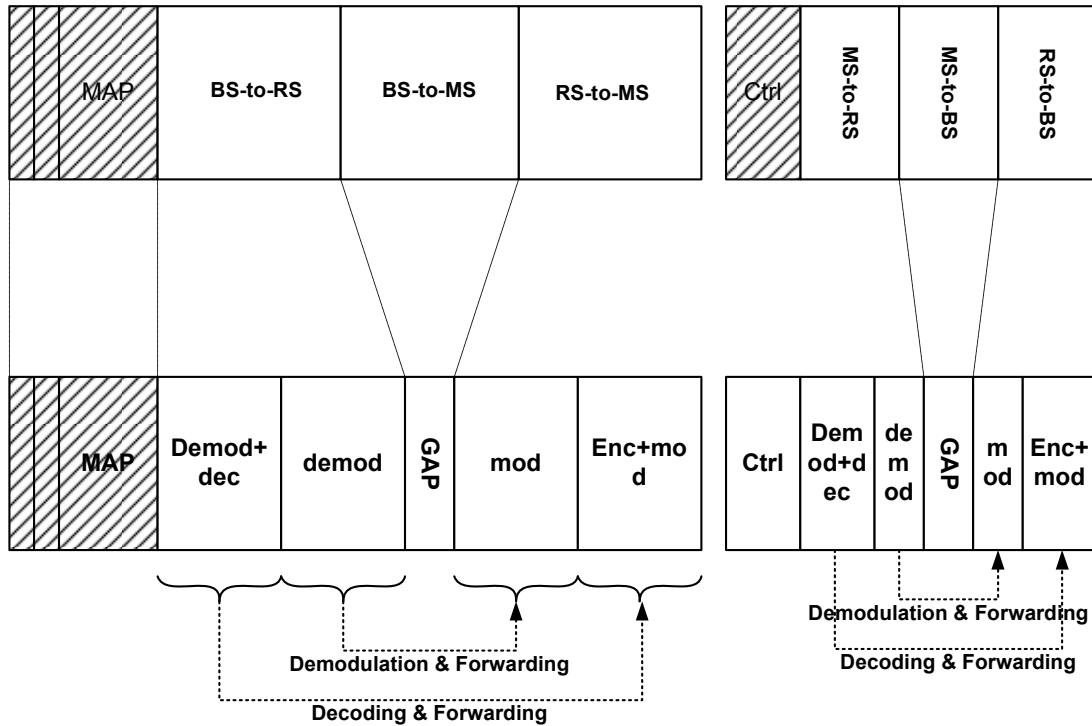 MAP
BS-to-RS
BS-to-MS
RS-to-MS
Ctrl
MS-to-RS
MS-to-BS
RS-to-BS
MAP
Demod+
dec
demod
GAP
mod
Enc+mo
d
Ctrl
Dem
od+d
ec
de
m
od
GAP
m
od
Enc+
mod
Demodulation & Forwarding
Decoding & Forwarding
Demodulation & Forwarding
Decoding & Forwarding